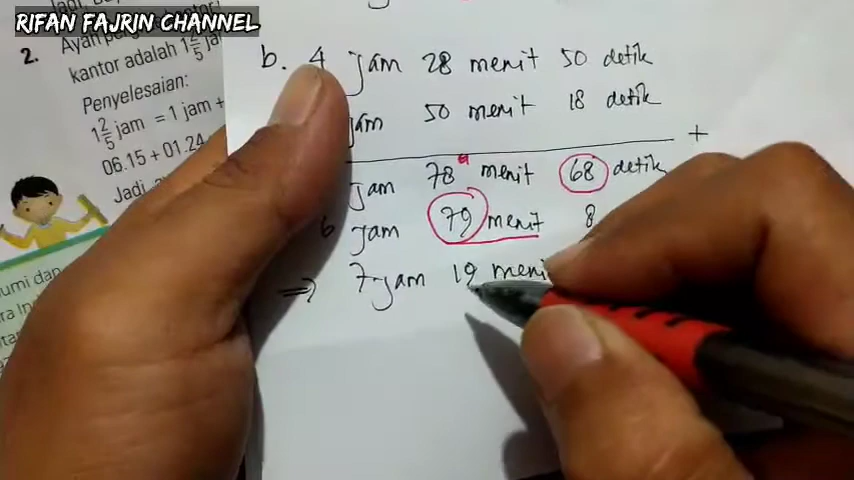 RIFAN FAJRIN CHANNEL
2.
kantor adalah 1 2/5 jam
Penyelesaian:
1 2/5 jam = 1 jam +
06.15 + 01.24
Jadi,
b. 4 jam 28 menit 50 detik
jam 50 menit 18 detik
+
jam 78 menit 68 detik
6 jam 79 menit 8
⇒ 7 jam 19 menit